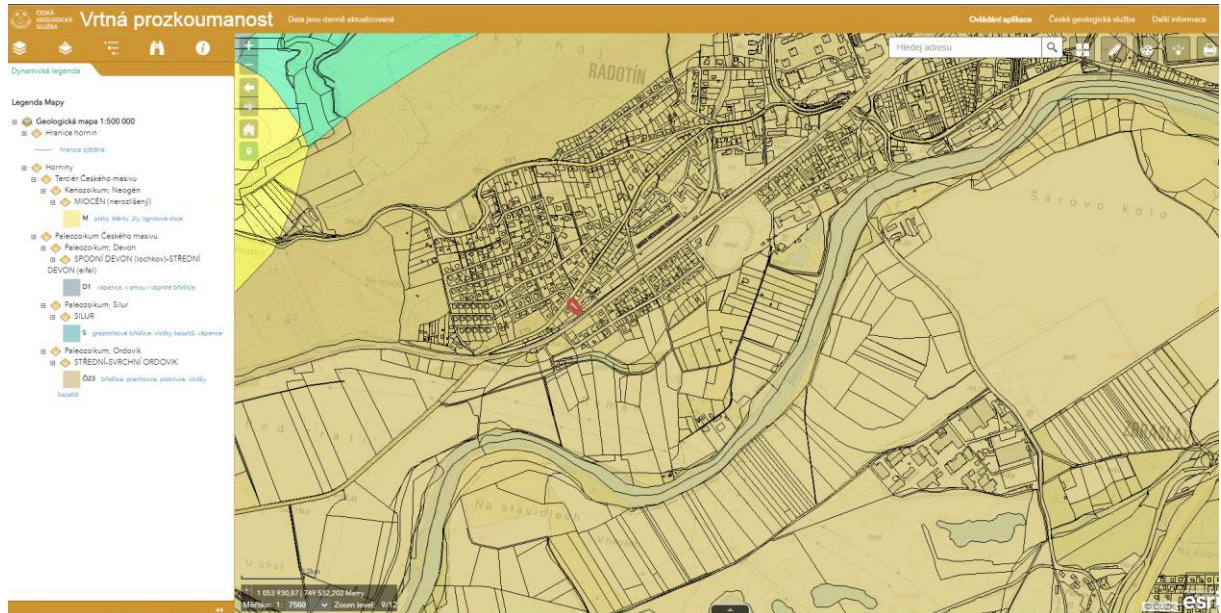 ČESKÁ
GEOLOGICKÁ
SLUŽBA
Vrtná prozkoumanost
Data jsou denně aktualizovaná
Ovládání aplikace
Česká geologická služba
Další informace
Dynamická legenda
Hledej adresu
Legenda Mapy
Geologická mapa 1:500 000
Hranice hornin
hranice zjištěná
Horniny
Terciér Českého masivu
Kenozoikum; Neogén
MIOCÉN (nerozlišený)
M písky, štěrky, jíly, lignitové sloje
Paleozoikum Českého masivu
Paleozoikum; Devon
SPODNÍ DEVON (lochkov)-STŘEDNÍ
DEVON (eifel)
D1 vápence, v emsu i vápnité břidlice
Paleozoikum; Silur
SILUR
S graptolitové břidlice, vložky bazaltů, vápence
Paleozoikum; Ordovik
STŘEDNÍ-SVRCHNÍ ORDOVIK
Ö23 břidlice, prachovce, pískovce, vložky
bazaltů
RADOTÍN
Šárovo kolo
Na stavidlech
1 053 930,87 | 749 532,202 Metry
Měřítko: 1: 7560 Zoom level: 9/12
esri